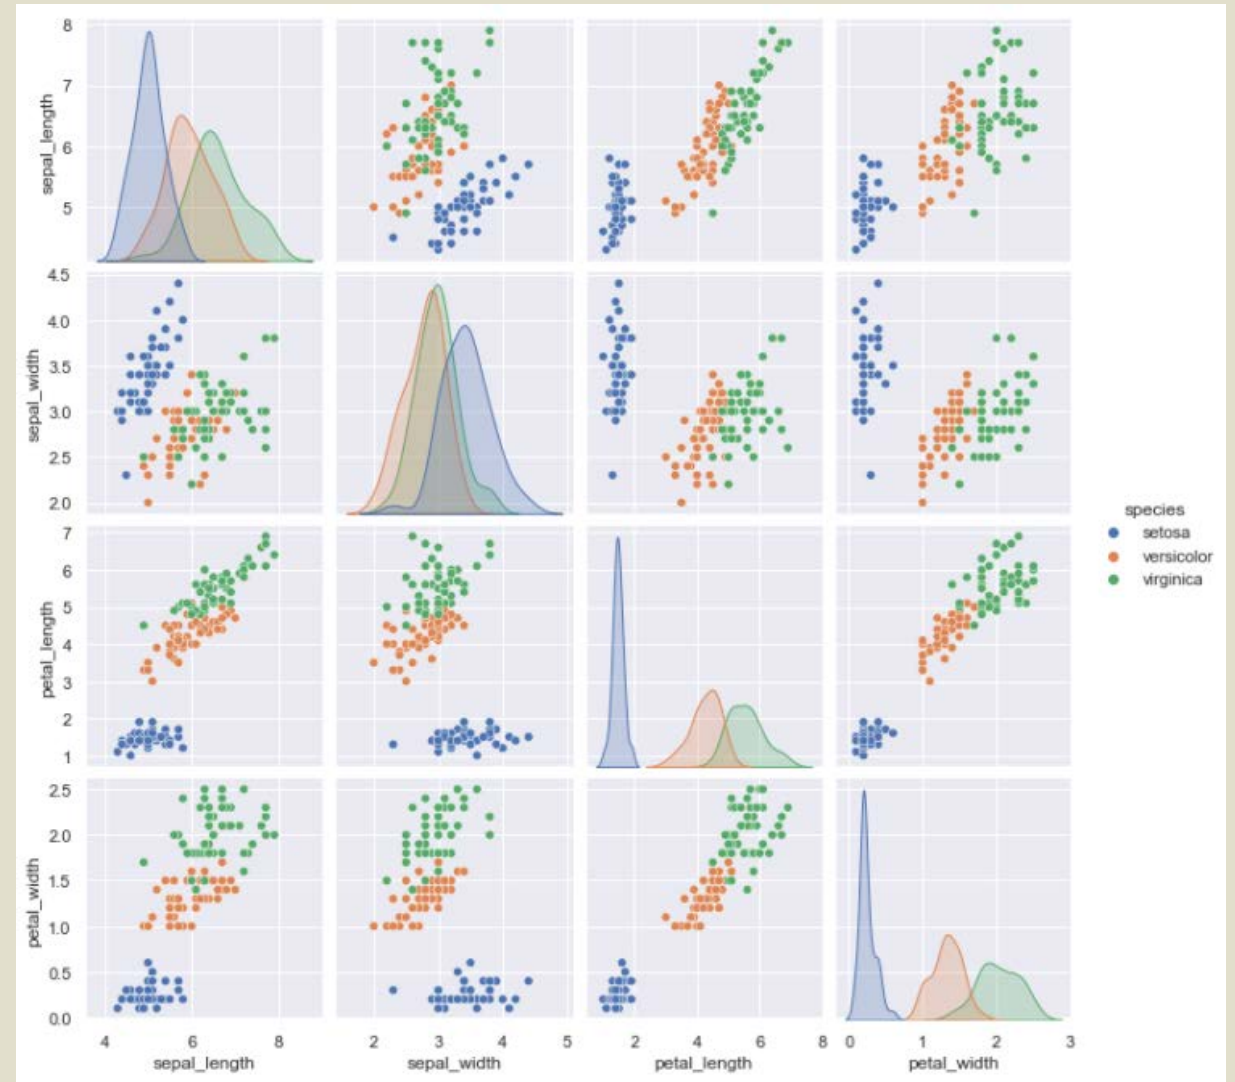 8
7
6
5
sepal_length
4.5
4.0
3.5
3.0
2.5
2.0
sepal_width
7
6
5
4
3
2
1
petal_length
2.5
2.0
1.5
1.0
0.5
0.0
petal_width
4 6 8
sepal_length
2 3 4 5
sepal_width
2 4 6 8
petal_length
0 1 2 3
petal_width
species
setosa
versicolor
virginica